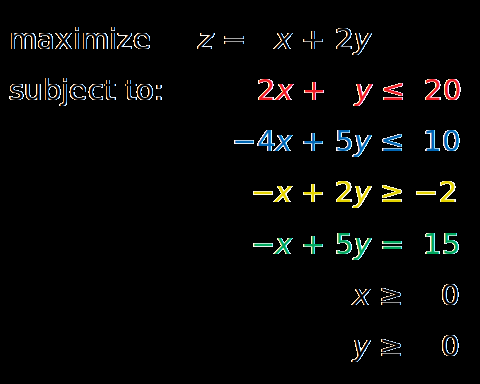 maximize z = x + 2y
subject to: 2x + y ≤ 20
−4x + 5y ≤ 10
−x + 2y ≥ −2
−x + 5y = 15
x ≥ 0
y ≥ 0